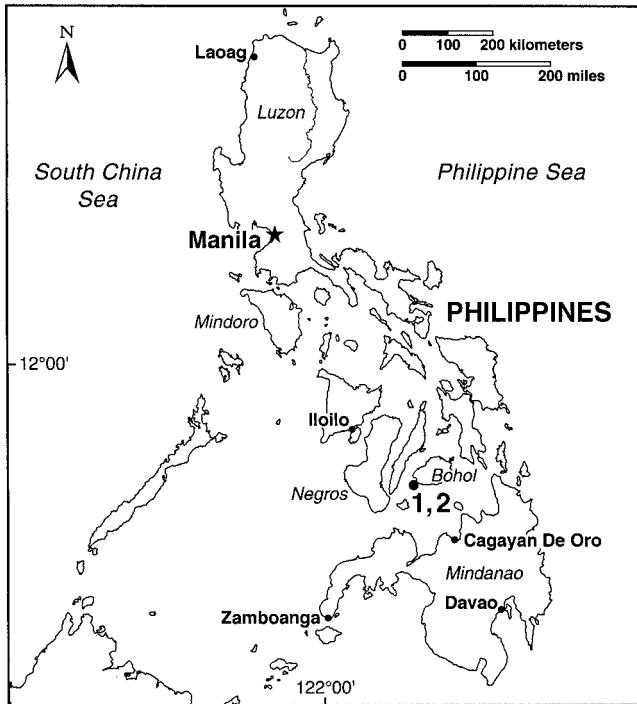 N
Laoag
0 100 200 kilometers
0 100 200 miles
Luzon
South China
Sea
Philippine Sea
Manila
PHILIPPINES
Mindoro
12°00'
Iloilo
Negros
Bohol
1, 2
Cagayan De Oro
Mindanao
Davao
Zamboanga
122°00'